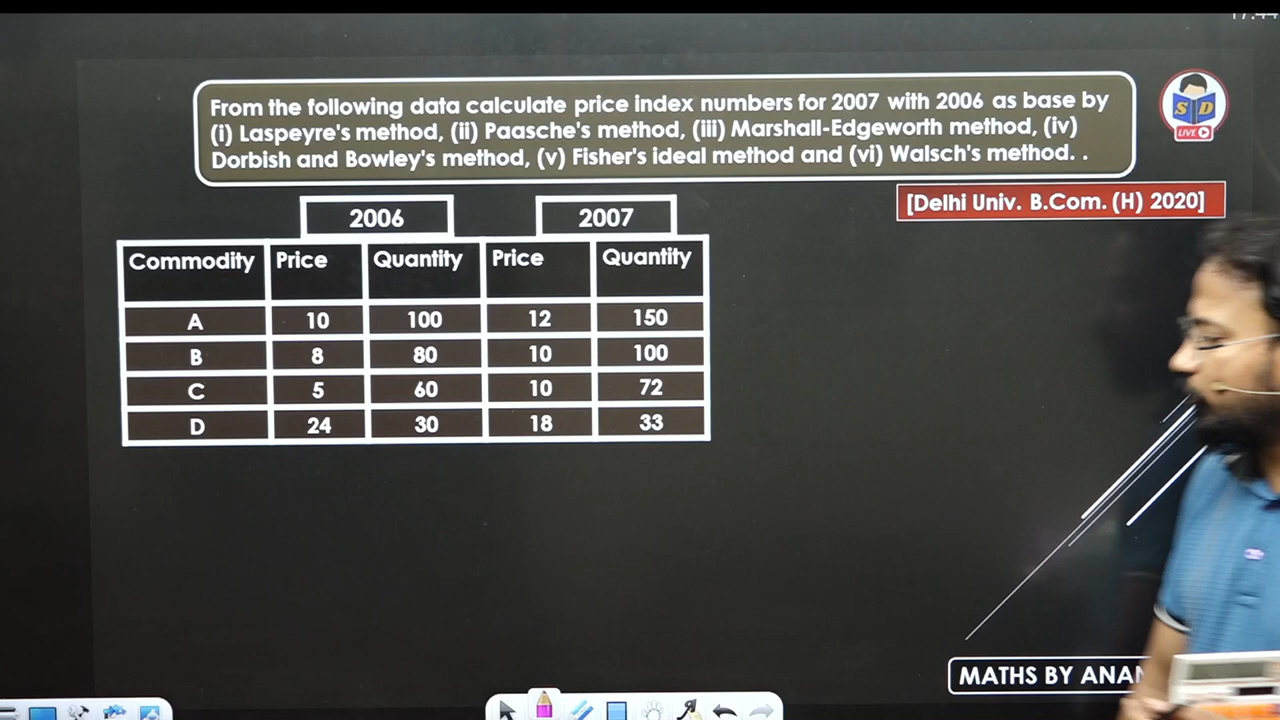 From the following data calculate price index numbers for 2007 with 2006 as base by
(i) Laspeyre's method, (ii) Paasche's method, (iii) Marshall-Edgeworth method, (iv)
Dorbish and Bowley's method, (v) Fisher's ideal method and (vi) Walsch's method. .
SD
LIVE
[Delhi Univ. B.Com. (H) 2020]
2006 2007
Commodity Price Quantity Price Quantity
A 10 100 12 150
B 8 80 10 100
C 5 60 10 72
D 24 30 18 33
MATHS BY